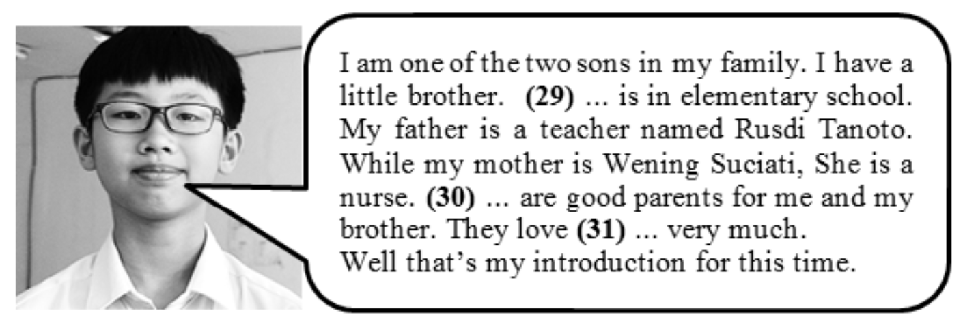 I am one of the two sons in my family. I have a
little brother. (29) ... is in elementary school.
My father is a teacher named Rusdi Tanoto.
While my mother is Wening Suciati, She is a
nurse. (30) ... are good parents for me and my
brother. They love (31) ... very much.
Well that’s my introduction for this time.